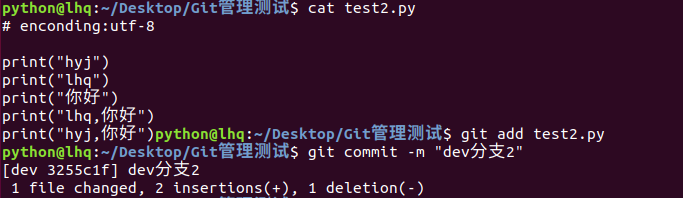 python@lhq:~/Desktop/Git管理测试$ cat test2.py
# enconding:utf-8
print("hyj")
print("lhq")
print("你好")
print("lhq,你好")
print("hyj,你好")python@lhq:~/Desktop/Git管理测试$ git add test2.py
python@lhq:~/Desktop/Git管理测试$ git commit -m "dev分支2"
[dev 3255c1f] dev分支2
 1 file changed, 2 insertions(+), 1 deletion(-)